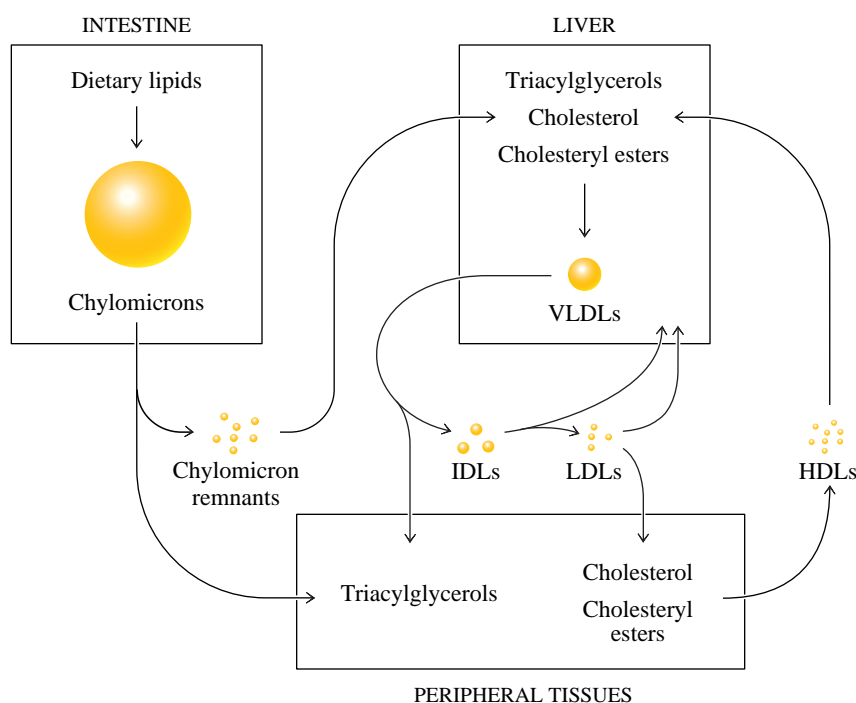 INTESTINE
Dietary lipids
Chylomicrons
LIVER
Triacylglycerols
Cholesterol
Cholesteryl esters
VLDLs
Chylomicron
remnants
IDLs
LDLs
HDLs
Triacylglycerols
Cholesterol
Cholesteryl
esters
PERIPHERAL TISSUES